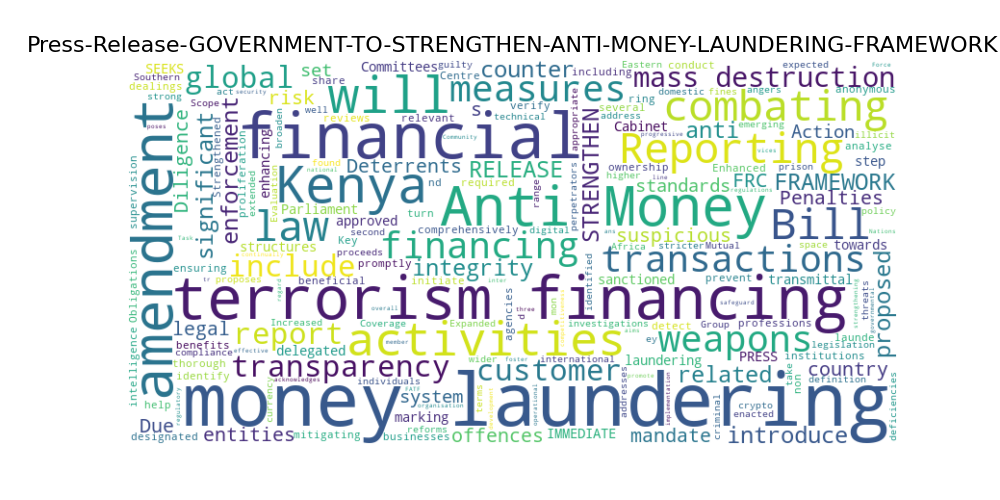 Press-Release-GOVERNMENT-TO-STRENGTHEN-ANTI-MONEY-LAUNDERING-FRAMEWORK
SEEKS
Southern
dealings
strong
global
act
security
set
share
well
Committees
guilty
Centre
reviews
relevant
verify
technical
counter
including
Eastern
conduct
expected
Force
mass destruction
domestic
fines
angers
anonymous
will
measures
s
ring
address
several
emerging
illicit
analyse
risk
Scope
broaden
poses
financial
appropriate
combating
Cabinet
anti
Action
step
amendment
Diligence
significant
Strengthened
proliferation
extended
enforcement
enhancing
Evaluation
national
found
Deterrents
RELEASE
nd
required
range
perpetrators
STRENGTHEN
Reporting
ownership
Enhanced
prison
higher
line
regulations
vices
progressive
standards
FRC
FRAMEWORK
supervision
Kenya
Parliament
turn
approved
second
Key
proceeds
comprehensively
digital
Anti Money
Bill
Penalties
policy
Nations
law
structures
beneficial
promptly
financing
suspicious
Africa
stricter
Mutual
space
towards
Task
ensuring
include
initiate
integrity
identified
transactions
sanctioned
prevent
Group
professions
transmittal
proposed
Obligations
intelligence
proposes
terrorism financing
threats
strengthening
governmental
legal
report
Increased
Coverage
Expanded
overall
member
activities
agencies
three
d
investigations
detect
weapons
safeguard
aims
launde
legislation
benefits
compliance
effective
delegated
wider
foster
international
laundering
ey
PRESS
institutions
thorough
identify
transparency
acknowledges
FATF
customer
related
take
non
definition
country
help
regulatory
currency
individuals
organisation
system
terms
operational
addresses
implementation
promote
criminal
crypto
enacted
deficiencies
money laundering
Due
designated
entities
mitigating
marking
reforms
businesses
offences
IMMEDIATE
mandate
introduce